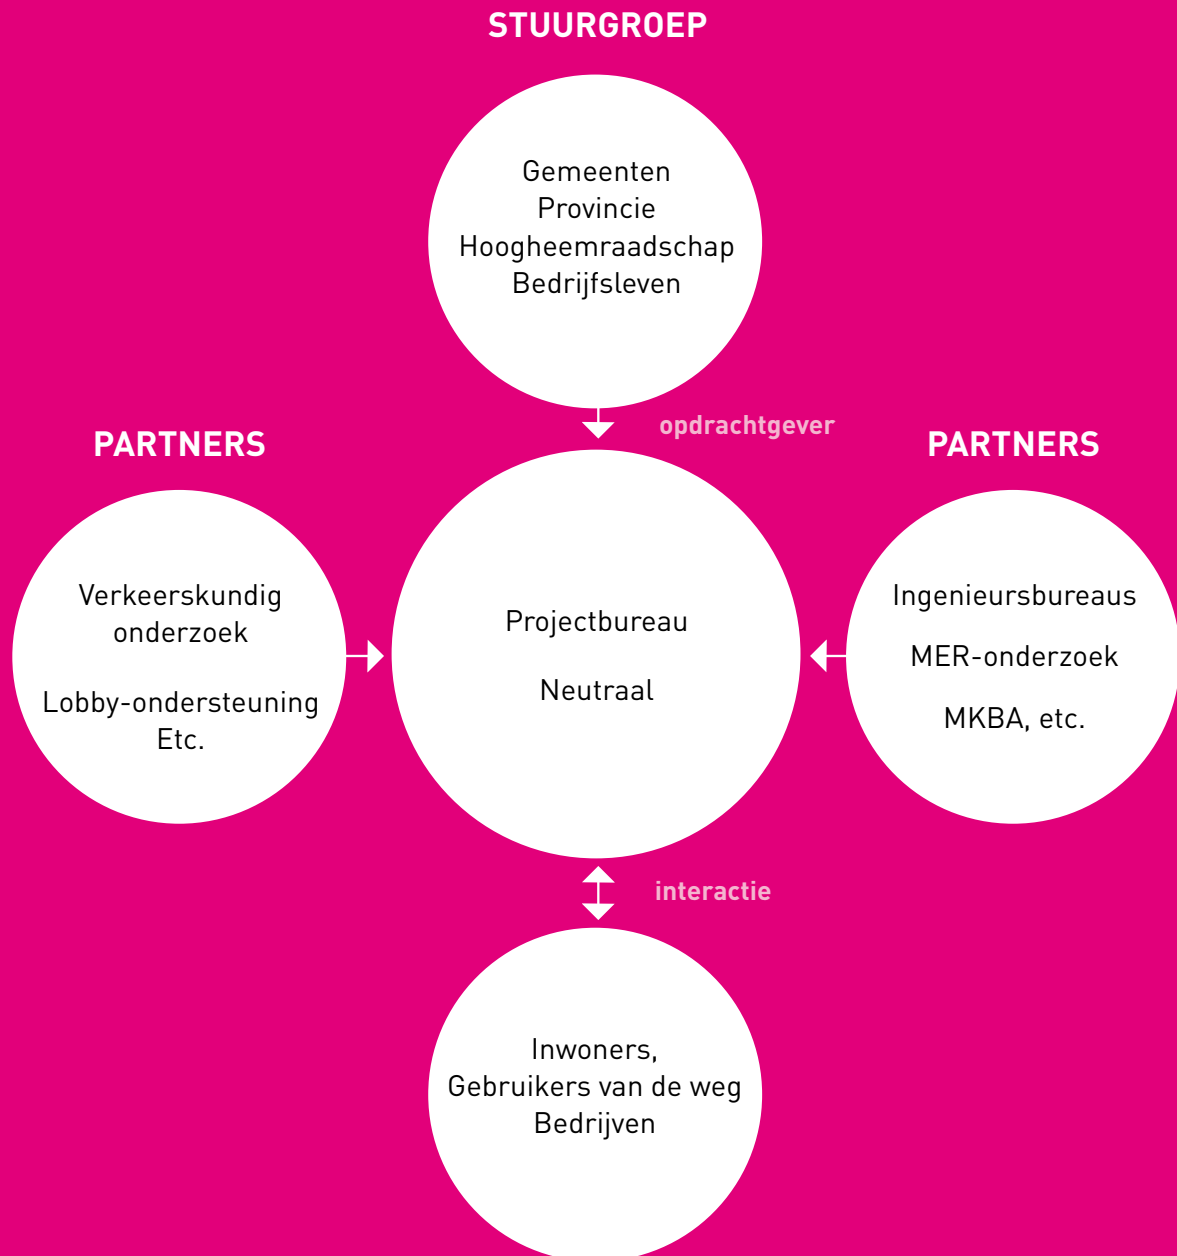 STUURGROEP
Gemeenten
Provincie
Hoogheemraadschap
Bedrijfsleven
opdrachtgever
PARTNERS
Verkeerskundig
onderzoek
Lobby-ondersteuning
Etc.
Projectbureau
Neutraal
PARTNERS
Ingenieursbureaus
MER-onderzoek
MKBA, etc.
interactie
Inwoners,
Gebruikers van de weg
Bedrijven